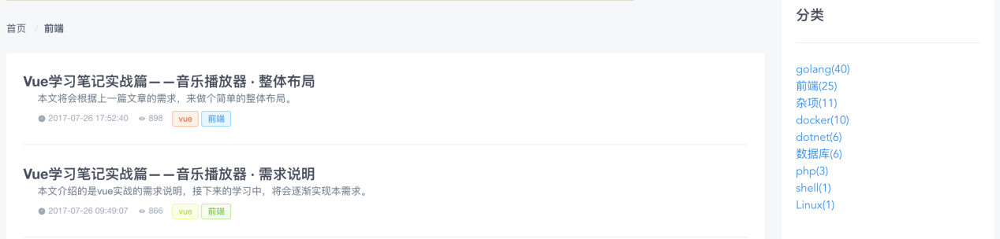 首页 / 前端
Vue学习笔记实战篇——音乐播放器 · 整体布局
本文将会根据上一篇文章的需求，来做个简单的整体布局。
2017-07-26 17:52:40 898 vue 前端
Vue学习笔记实战篇——音乐播放器 · 需求说明
本文介绍的是vue实战的需求说明，接下来的学习中，将会逐渐实现本需求。
2017-07-26 09:49:07 866 vue 前端
分类
golang(40)
前端(25)
杂项(11)
docker(10)
dotnet(6)
数据库(6)
php(3)
shell(1)
Linux(1)